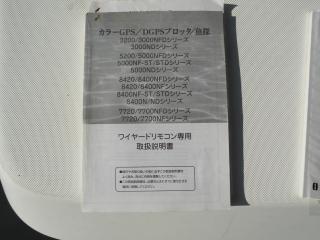 カラーGPS／DGPSプロッタ/魚探
2200/3000NFDシリーズ
3000NDシリーズ
5200/5000NFDシリーズ
5000NF-ST/STDシリーズ
5000NDシリーズ
8420/8400NFDシリーズ
8420/8400NFシリーズ
8400NF-ST/STDシリーズ
8400N/NDシリーズ
7720/7700NFDシリーズ
7720/7700NFシリーズ
ワイヤードリモコン専用
取扱説明書